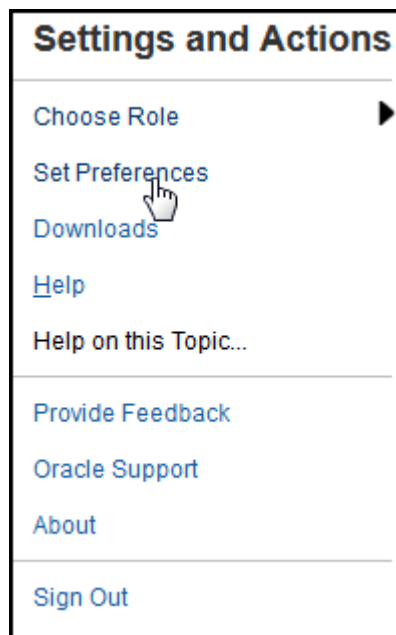 Settings and Actions
Choose Role
Set Preferences
Downloads
Help
Help on this Topic...
Provide Feedback
Oracle Support
About
Sign Out